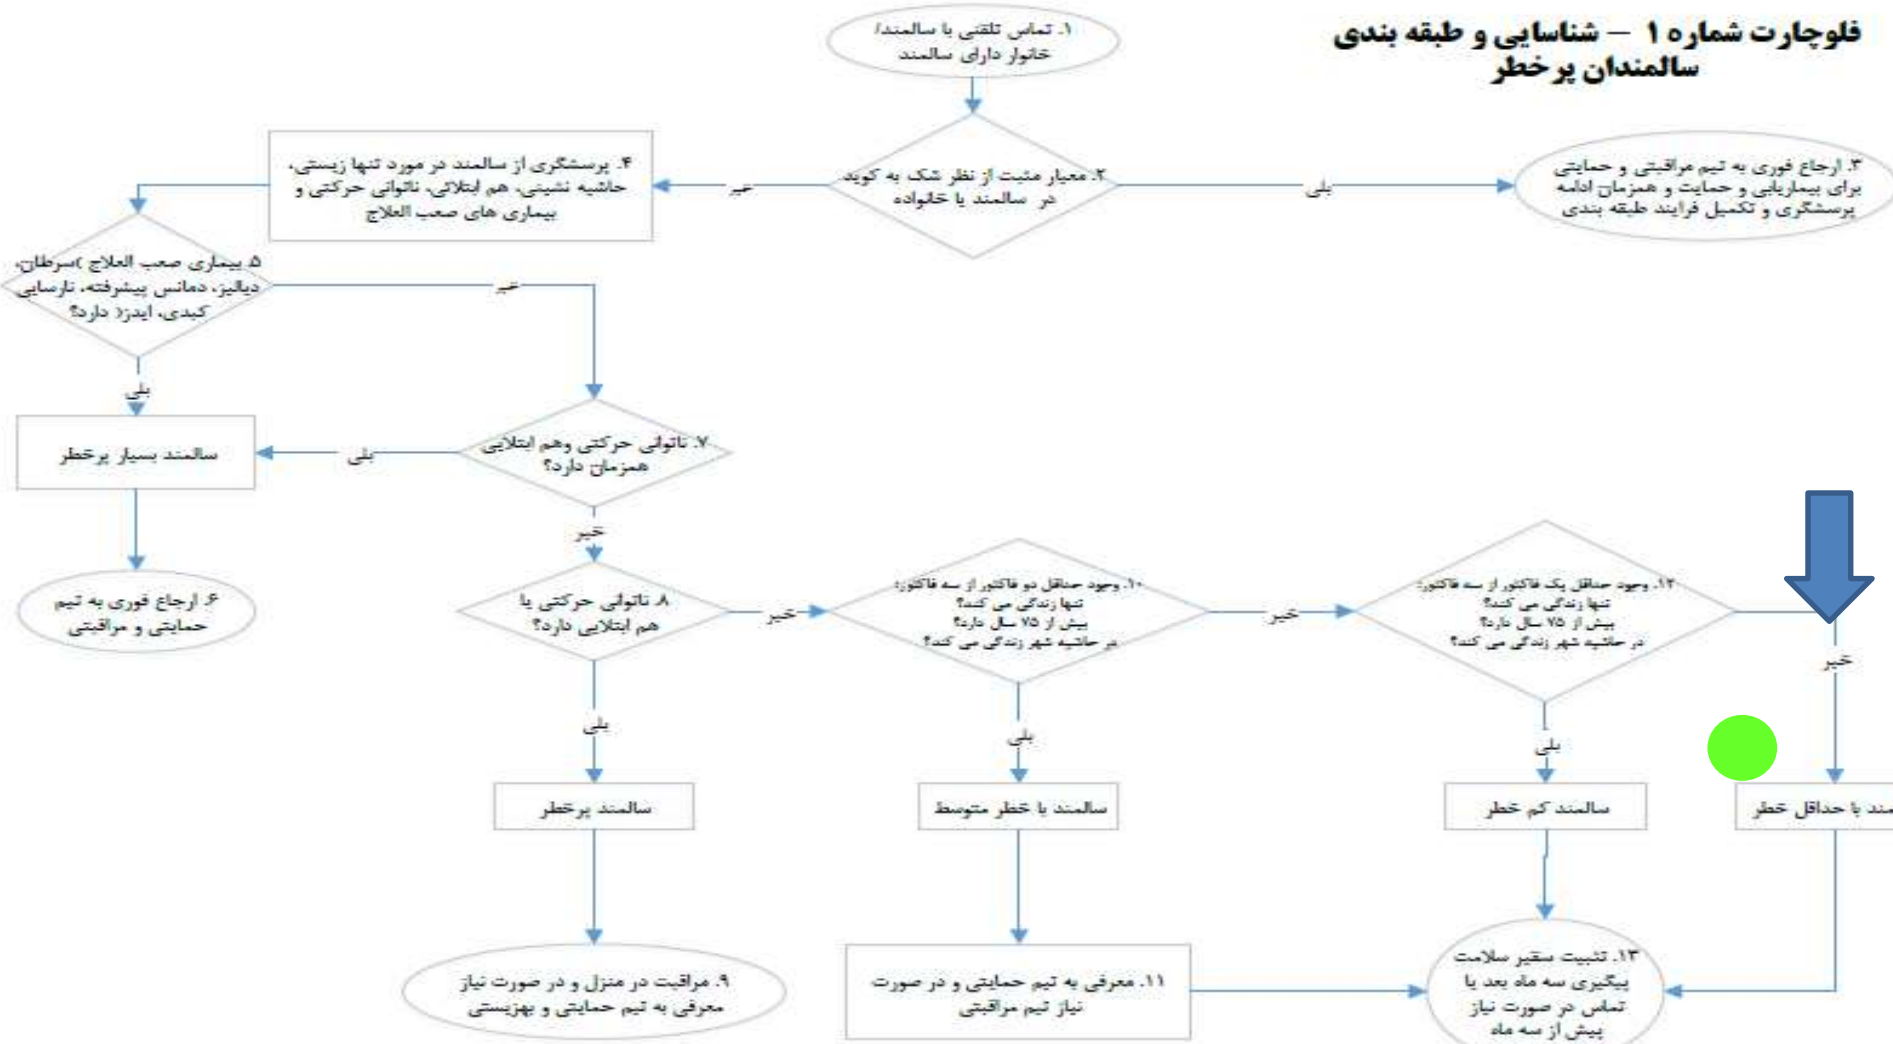 فلوچارت شماره ۱ – شناسایی و طبقه بندی
سالمندان پرخطر
۱. تماس تلقنی با سالمند/
خانوار دارای سالمند
۲. معیار مثبت از نظر شک به کوید
در سالمند یا خانواده
بلی
۳. ارجاع فوری به تیم مراقبتی و حمایتی
برای بیماریابی و حمایت و همزمان ادامه
پرسشگری و تکمیل فرایند طبقه بندی
خیر
۴. پرسشگری از سالمند در مورد تنها زیستی،
حاشیه نشینی، هم ابتلائی، ناتوانی حرکتی و
بیماری های صعب العلاج
۵. بیماری صعب العلاج )سرطان،
دیالیز، دمانس پیشرفته، نارسایی
کبدی، ایدز( دارد؟
خیر
بلی
سالمند بسیار پرخطر
۶. ارجاع فوری به تیم
حمایتی و مراقبتی
۷. ناتوانی حرکتی وهم ابتلایی
همزمان دارد؟
بلی
خیر
۸. ناتوانی حرکتی یا
هم ابتلایی دارد؟
خیر
بلی
سالمند پرخطر
۹. مراقبت در منزل و در صورت نیاز
معرفی به تیم حمایتی و بهزیستی
۱۰. وجود حداقل دو فاکتور از سه فاکتور:
تنها زندگی می کند؟
بیش از ۷۵ سال دارد؟
در حاشیه شهر زندگی می کند؟
خیر
بلی
سالمند با خطر متوسط
۱۱. معرفی به تیم حمایتی و در صورت
نیاز تیم مراقبتی
۱۲. وجود حداقل یک فاکتور از سه فاکتور:
تنها زندگی می کند؟
بیش از ۷۵ سال دارد؟
در حاشیه شهر زندگی می کند؟
خیر
بلی
سالمند کم خطر
مند با حداقل خطر
۱۳. تثبیت سقیر سلامت
پیگیری سه ماه بعد یا
تماس در صورت نیاز
پیش از سه ماه